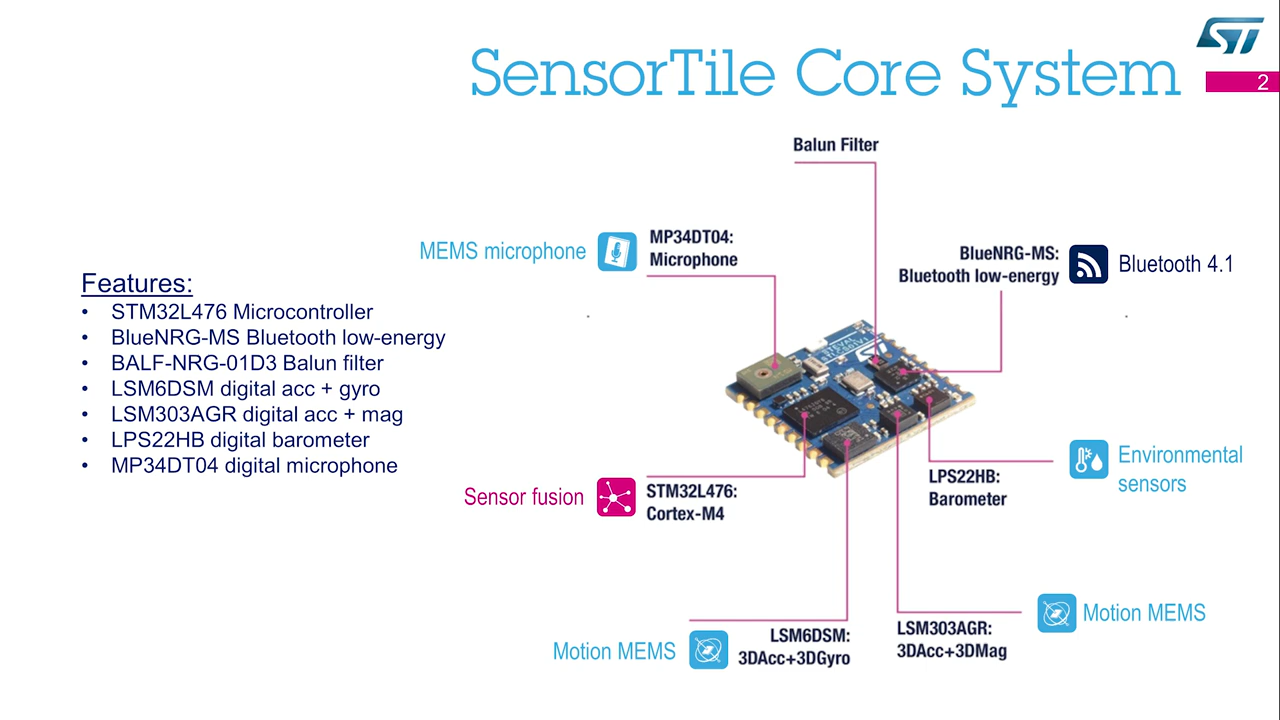 SensorTile Core System
ST
2
Balun Filter
MEMS microphone
MP34DT04:
Microphone
BlueNRG-MS:
Bluetooth low-energy
Bluetooth 4.1
Features:
• STM32L476 Microcontroller
• BlueNRG-MS Bluetooth low-energy
• BALF-NRG-01D3 Balun filter
• LSM6DSM digital acc + gyro
• LSM303AGR digital acc + mag
• LPS22HB digital barometer
• MP34DT04 digital microphone
Environmental
sensors
LPS22HB:
Barometer
Sensor fusion
STM32L476:
Cortex-M4
Motion MEMS
LSM6DSM:
3DAcc+3DGyro
LSM303AGR:
3DAcc+3DMag
Motion MEMS